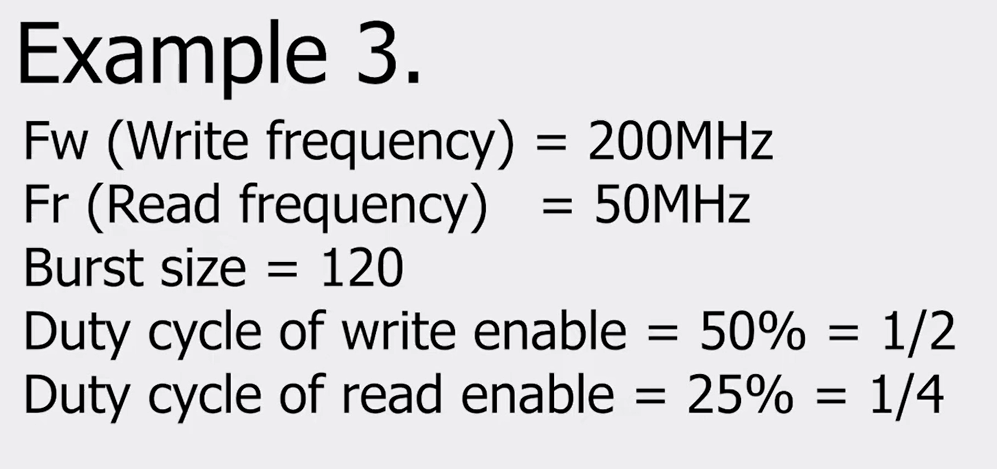 Example 3.
Fw (Write frequency) = 200MHz
Fr (Read frequency) = 50MHz
Burst size = 120
Duty cycle of write enable = 50% = 1/2
Duty cycle of read enable = 25% = 1/4